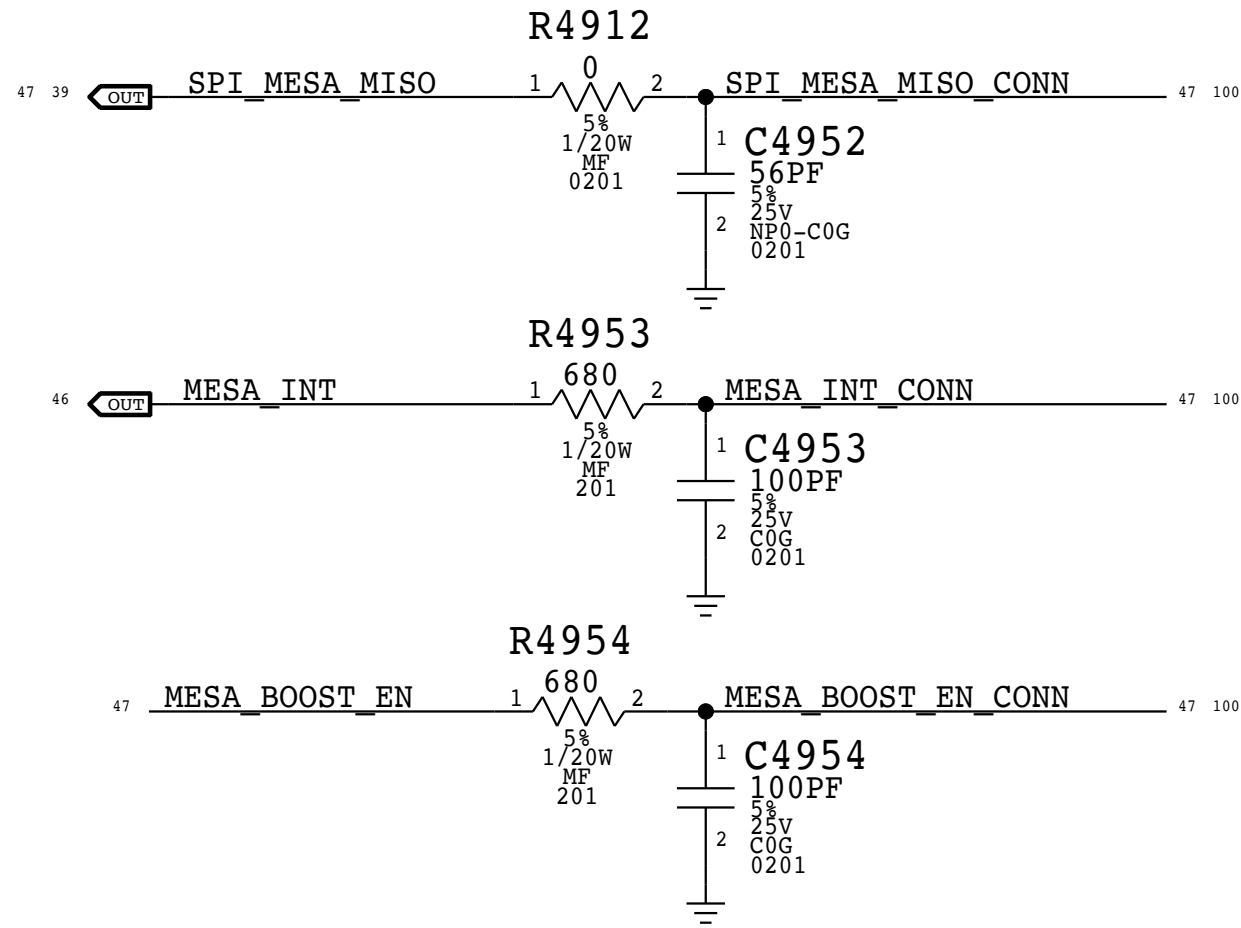 R4912
0
47 39 OUT SPI_MESA_MISO 1 2 SPI_MESA_MISO_CONN 47 100
5%
1/20W
MF
0201
1 C4952
56PF
5%
25V
2 NP0-C0G
0201
R4953
680
46 OUT MESA_INT 1 2 MESA_INT_CONN 47 100
5%
1/20W
MF
201
1 C4953
100PF
5%
25V
2 C0G
0201
R4954
680
47 MESA_BOOST_EN 1 2 MESA_BOOST_EN_CONN 47 100
5%
1/20W
MF
201
1 C4954
100PF
5%
25V
2 C0G
0201